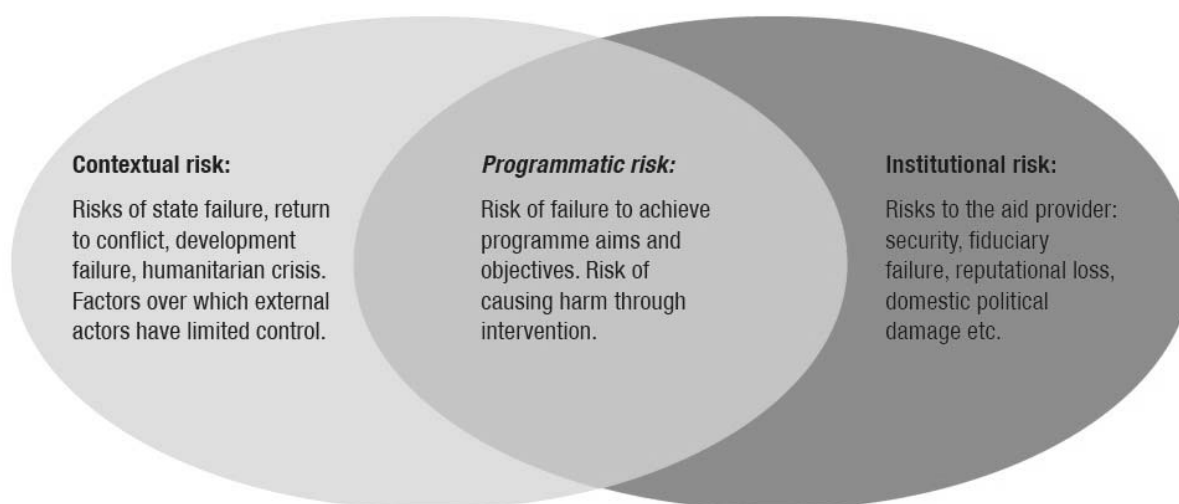 Contextual risk:
Risks of state failure, return
to conflict, development
failure, humanitarian crisis.
Factors over which external
actors have limited control.
Programmatic risk:
Risk of failure to achieve
programme aims and
objectives. Risk of
causing harm through
intervention.
Institutional risk:
Risks to the aid provider:
security, fiduciary
failure, reputational loss,
domestic political
damage etc.